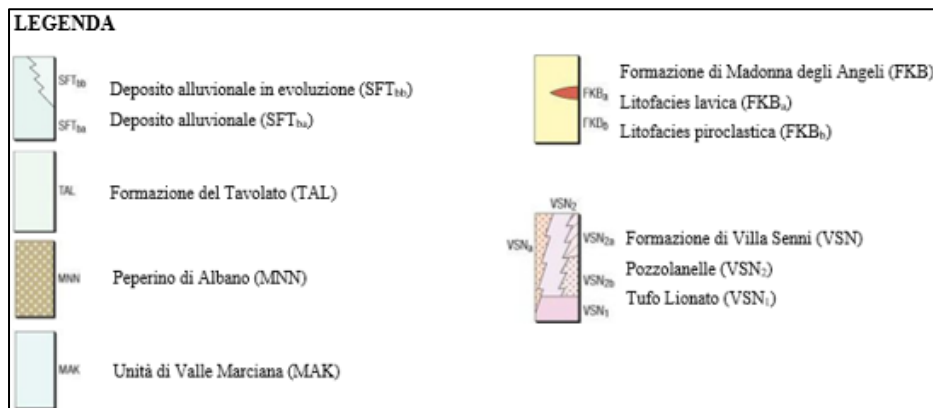 LEGENDA
SFTbb
Deposito alluvionale in evoluzione (SFTbb)
SFTba
Deposito alluvionale (SFTba)
TAL
Formazione del Tavolato (TAL)
MNN
Peperino di Albano (MNN)
MAK
Unità di Valle Marciana (MAK)
Formazione di Madonna degli Angeli (FKB)
FKBa
Litofacies lavica (FKBa)
FKBb
Litofacies piroclastica (FKBb)
VSN2
VSNa
VSN2a
Formazione di Villa Senni (VSN)
VSN2b
Pozzolanelle (VSN2)
VSN1
Tufo Lionato (VSN1)